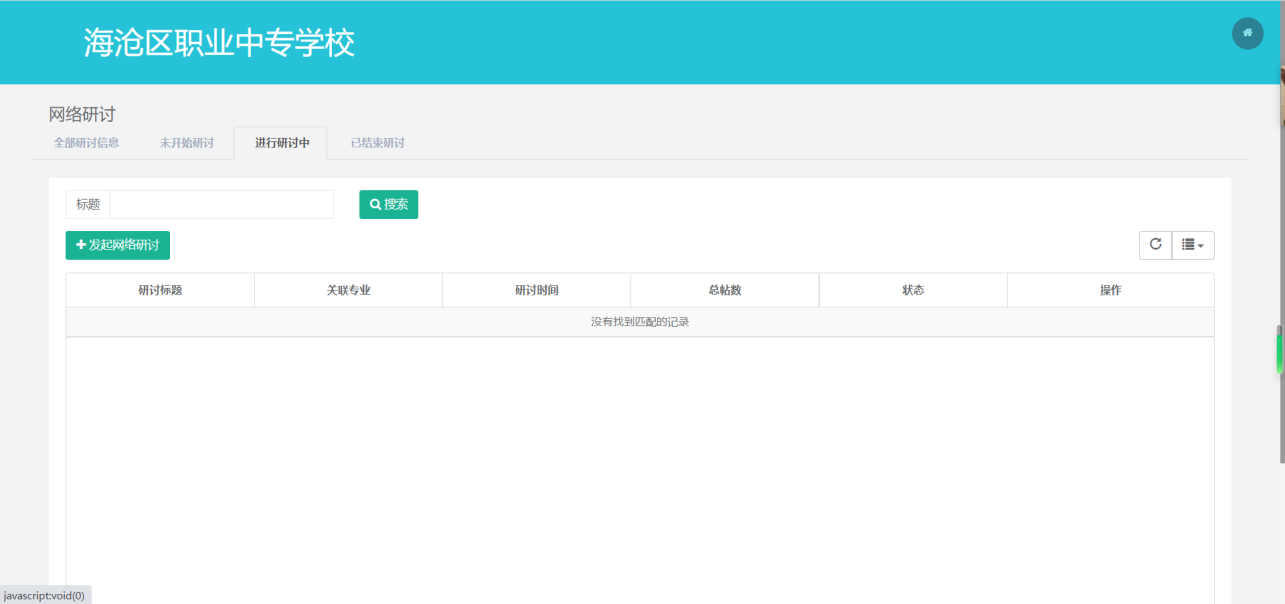 海沧区职业中专学校
网络研讨
全部研讨信息 未开始研讨 进行研讨中 已结束研讨
标题 搜索
发起网络研讨
研讨标题 关联专业 研讨时间 总帖数 状态 操作
没有找到匹配的记录
javascript:void(0)